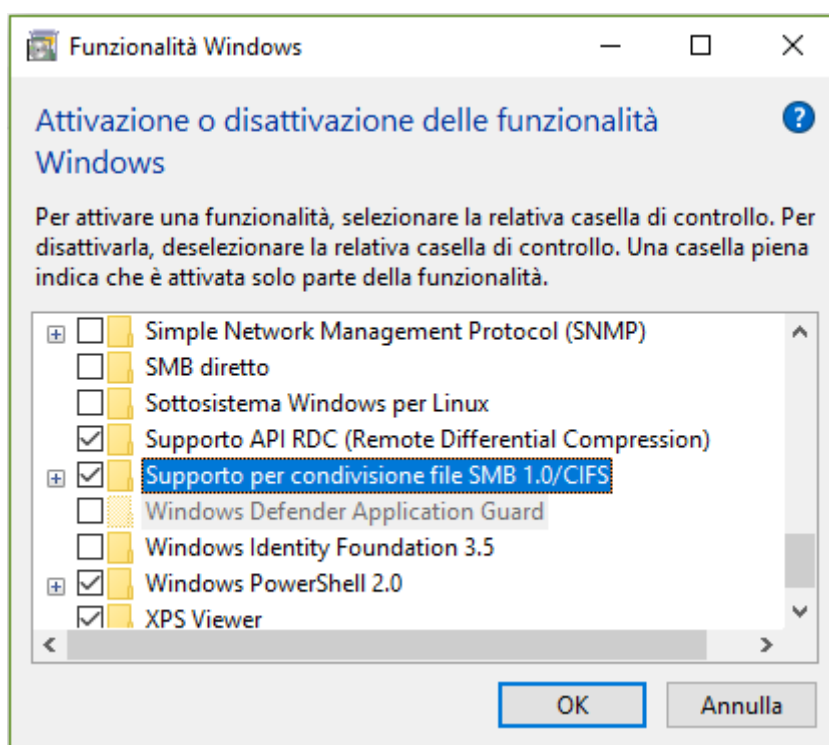 Funzionalità Windows
Attivazione o disattivazione delle funzionalità
Windows
Per attivare una funzionalità, selezionare la relativa casella di controllo. Per
disattivarla, deselezionare la relativa casella di controllo. Una casella piena
indica che è attivata solo parte della funzionalità.
Simple Network Management Protocol (SNMP)
SMB diretto
Sottosistema Windows per Linux
Supporto API RDC (Remote Differential Compression)
Supporto per condivisione file SMB 1.0/CIFS
Windows Defender Application Guard
Windows Identity Foundation 3.5
Windows PowerShell 2.0
XPS Viewer
OK Annulla